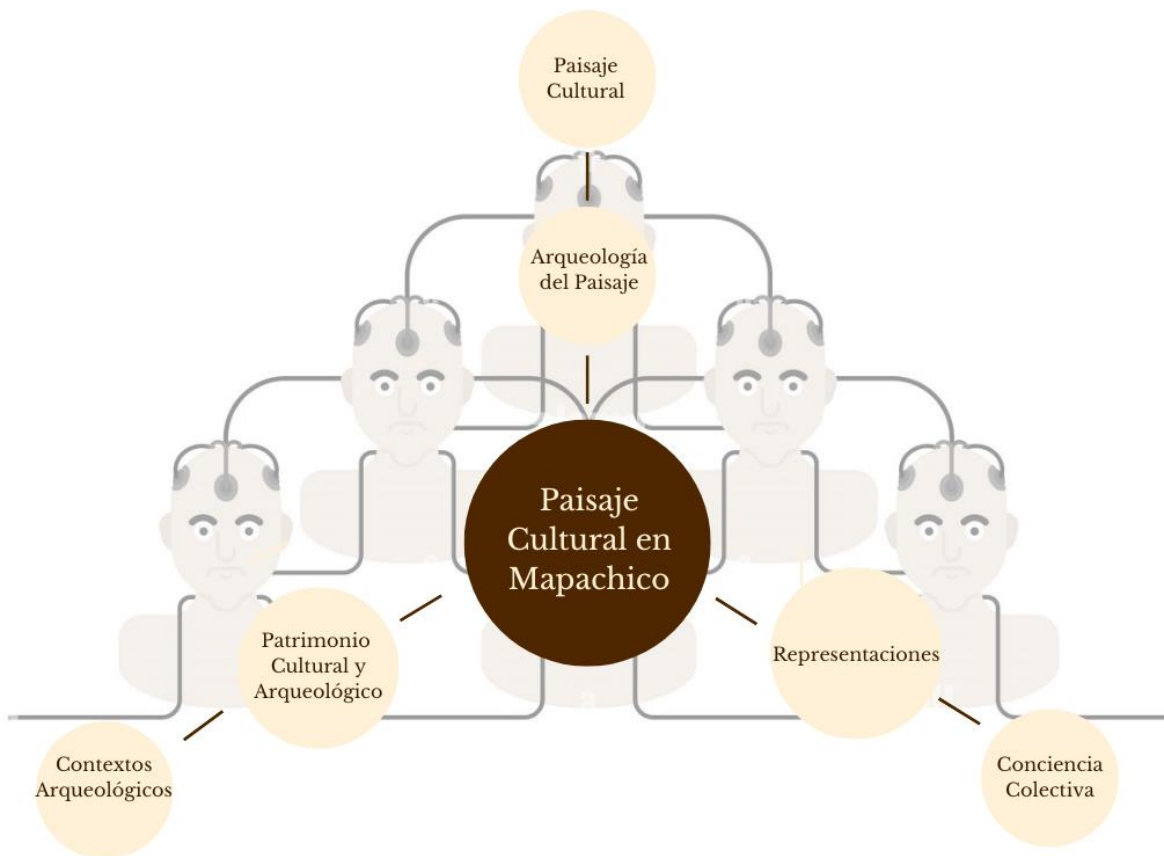 Paisaje
Cultural
Arqueología
del Paisaje
Paisaje
Cultural en
Mapachico
Patrimonio
Cultural y
Arqueológico
Representaciones
Contextos
Arqueológicos
Conciencia
Colectiva